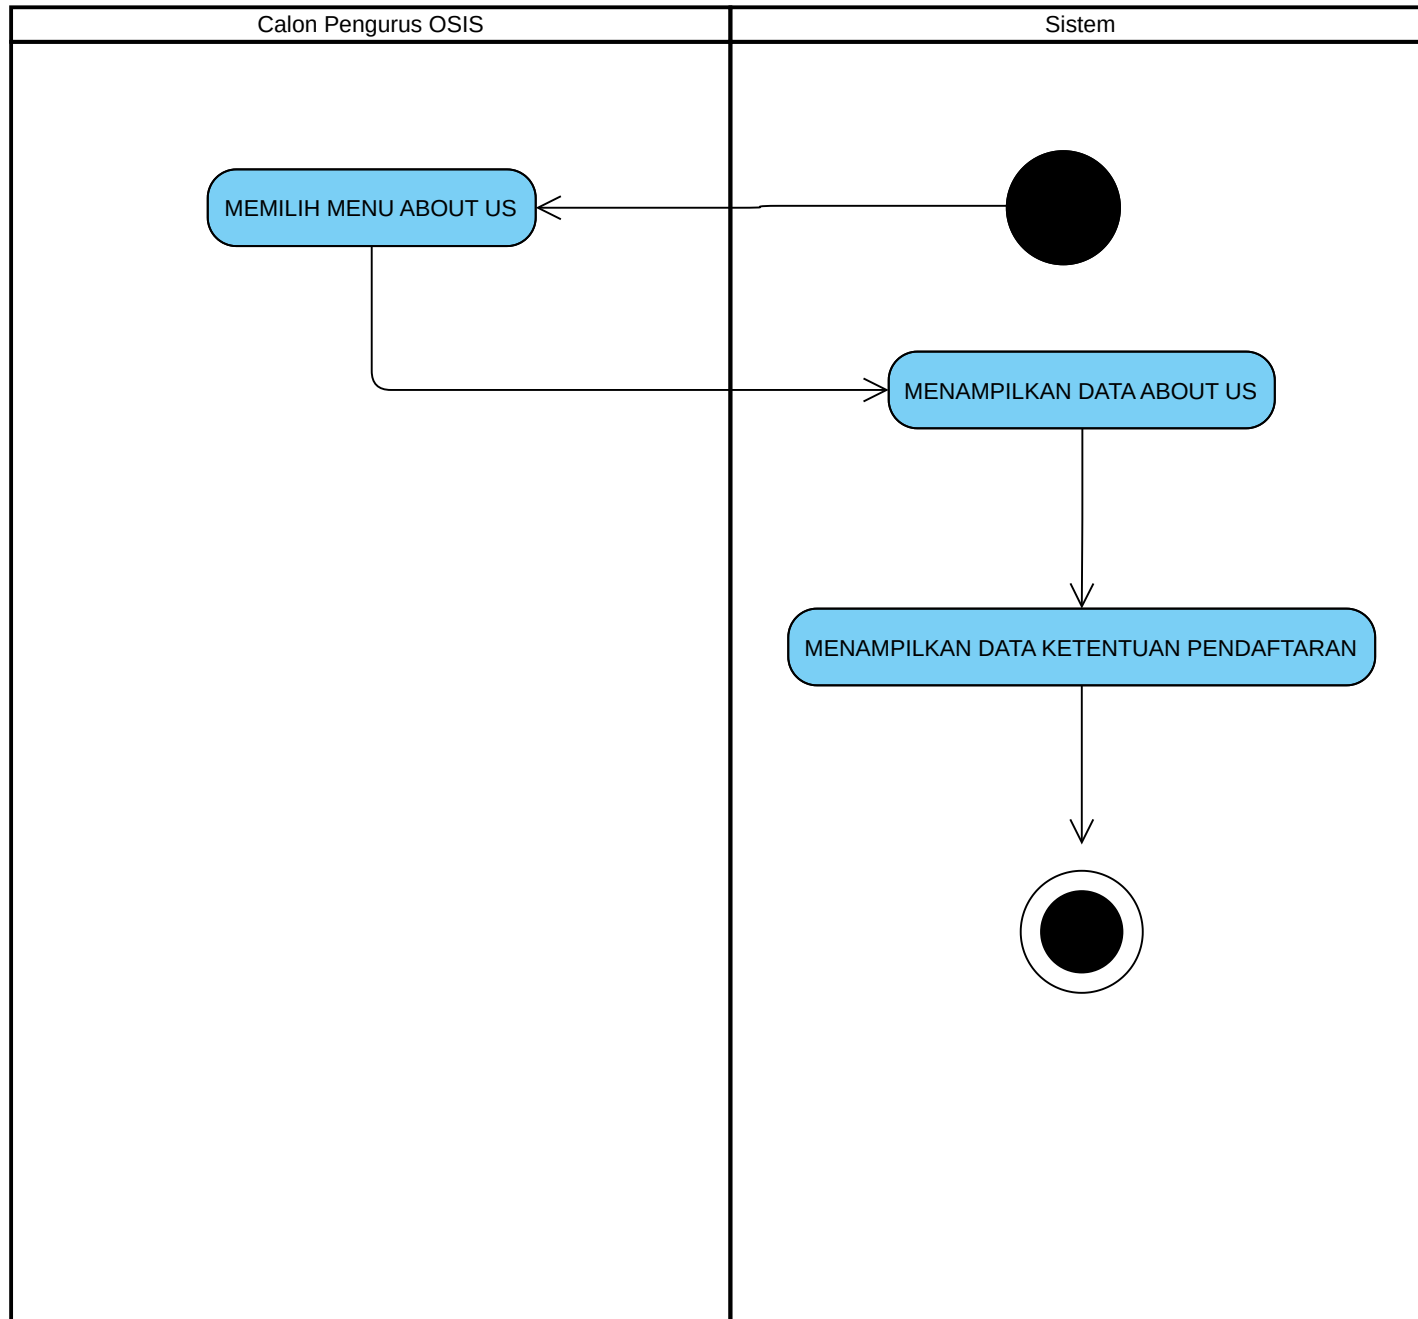 Calon Pengurus OSIS
Sistem
MEMILIH MENU ABOUT US
MENAMPILKAN DATA ABOUT US
MENAMPILKAN DATA KETENTUAN PENDAFTARAN